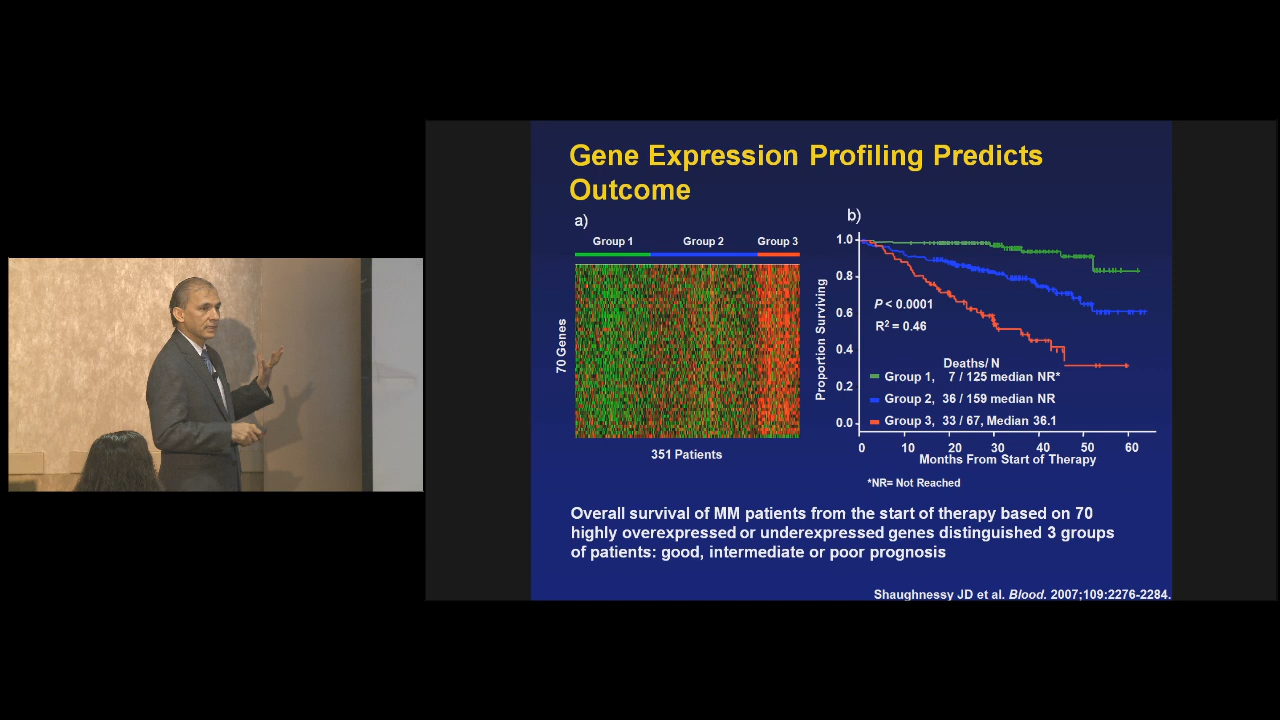 Gene Expression Profiling Predicts
Outcome
a)
Group 1
Group 2
Group 3
70 Genes
351 Patients
b)
Proportion Surviving
1.0
0.8
0.6
0.4
0.2
0.0
P < 0.0001
R2 = 0.46
Deaths/ N
Group 1, 7 / 125 median NR*
Group 2, 36 / 159 median NR
Group 3, 33 / 67, Median 36.1
0 10 20 30 40 50 60
Months From Start of Therapy
*NR= Not Reached
Overall survival of MM patients from the start of therapy based on 70
highly overexpressed or underexpressed genes distinguished 3 groups
of patients: good, intermediate or poor prognosis
Shaughnessy JD et al. Blood. 2007;109:2276-2284.